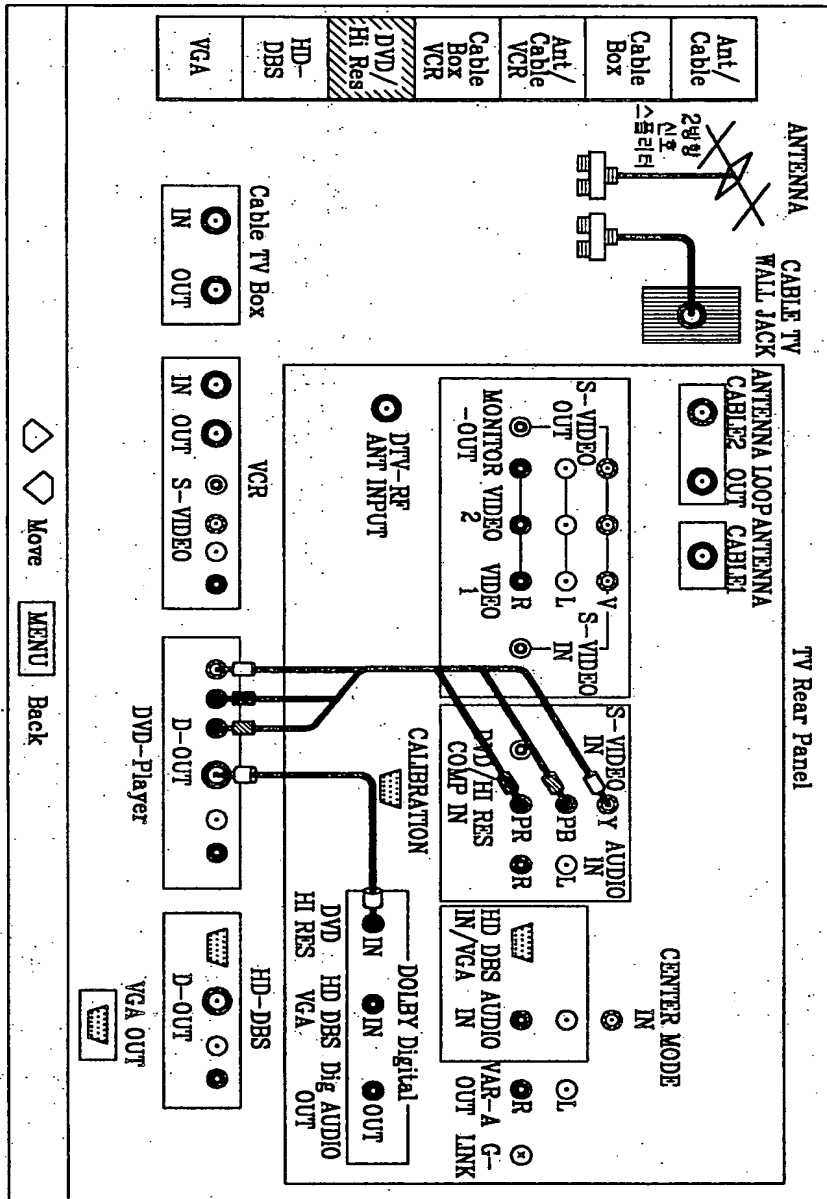 Ant/
Cable
Cable
Box
Ant/
Cable
VCR
Cable
Box
VCR
DVD/
Hi Res
HD-
DBS
VGA
ANTENNA
2방향
신호
스플리터
CABLE TV
WALL JACK
TV Rear Panel
ANTENNA LOOP ANTENNA
CABLE2 OUT CABLE1
S-VIDEO
OUT
V
L
R
MONITOR VIDEO VIDEO
-OUT 2 1
S-VIDEO
IN
S-VIDEO
IN
Y
PB
PR
AUDIO
IN
L
R
DVD/HI RES
COMP IN
CENTER MODE
IN
HD DBS AUDIO
IN/VGA IN
L
R
VAR-A G-
OUT LINK
DTV-RF
ANT INPUT
CALIBRATION
DOLBY Digital
IN IN OUT
DVD HD DBS Dig AUDIO
HI RES VGA OUT
Cable TV Box
IN OUT
VCR
IN OUT S-VIDEO
D-OUT
DVD-Player
HD-DBS
D-OUT
VGA OUT
Move MENU Back